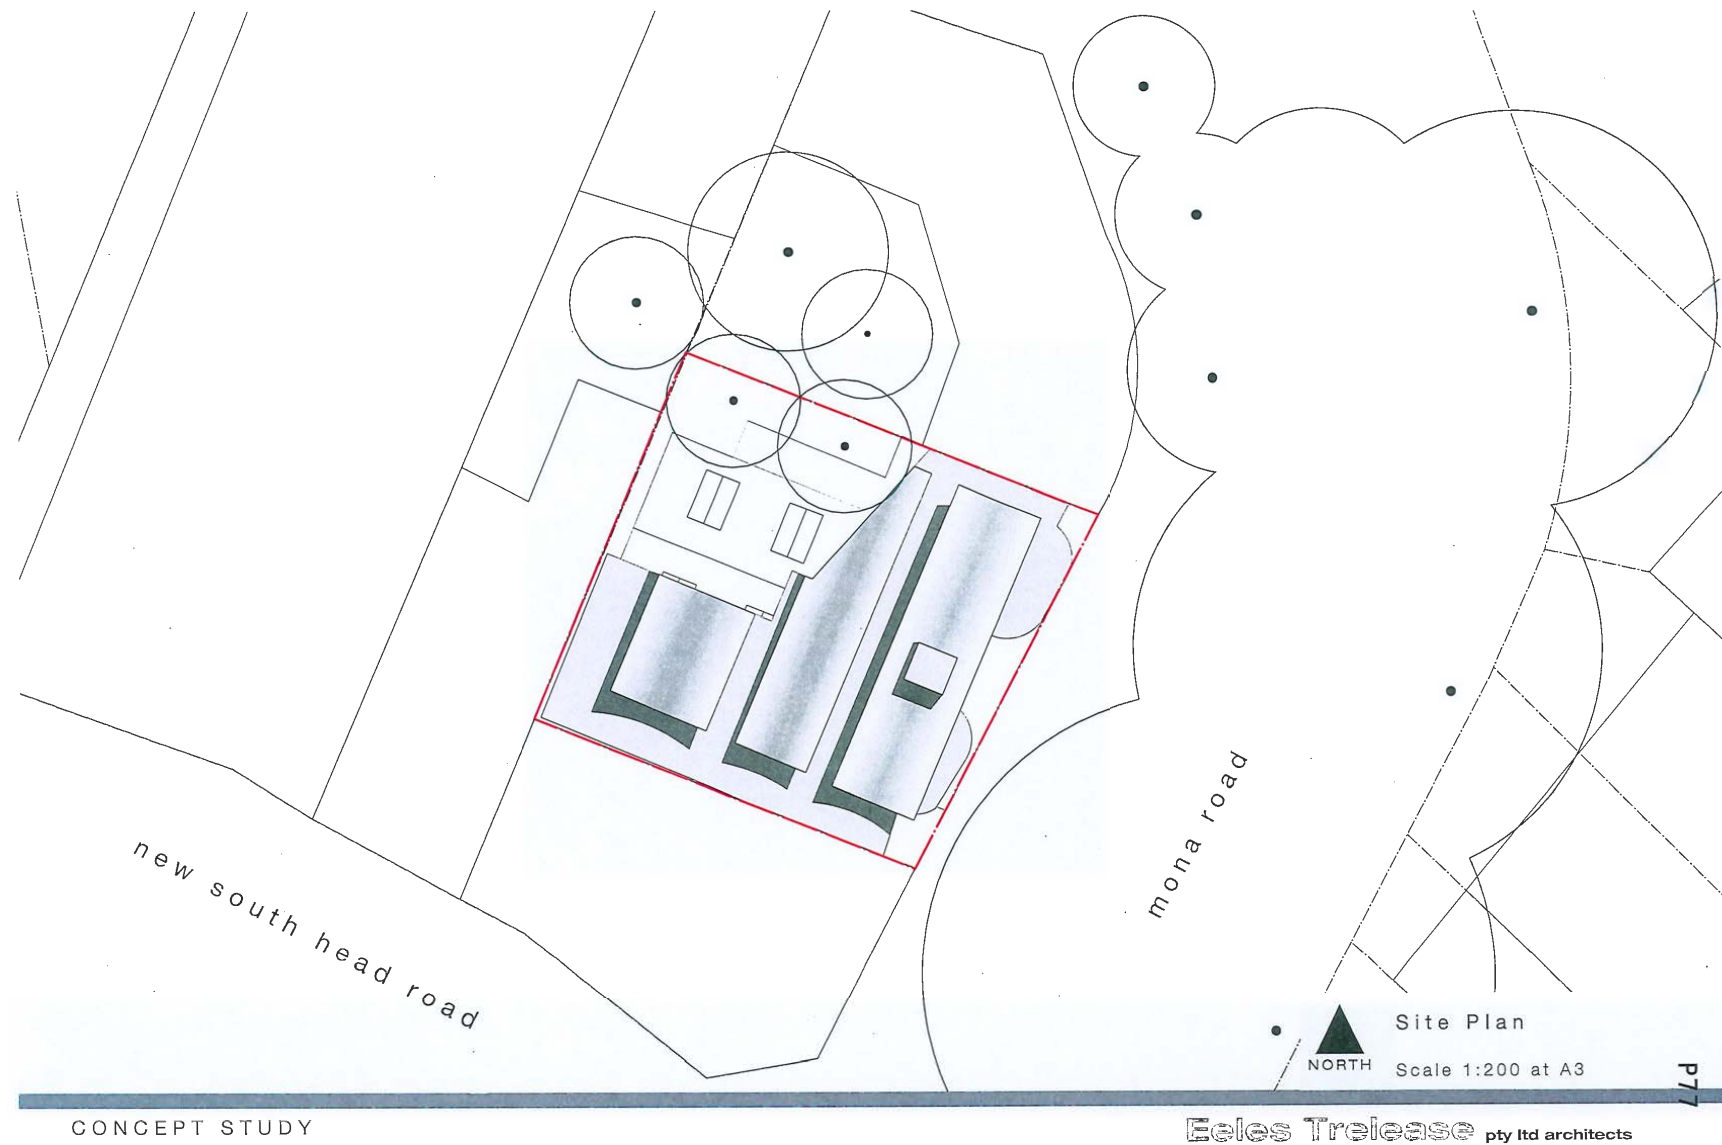 new south head road
mona road
Site Plan
NORTH
Scale 1:200 at A3
P77
CONCEPT STUDY
Eeles Trelease pty ltd architects